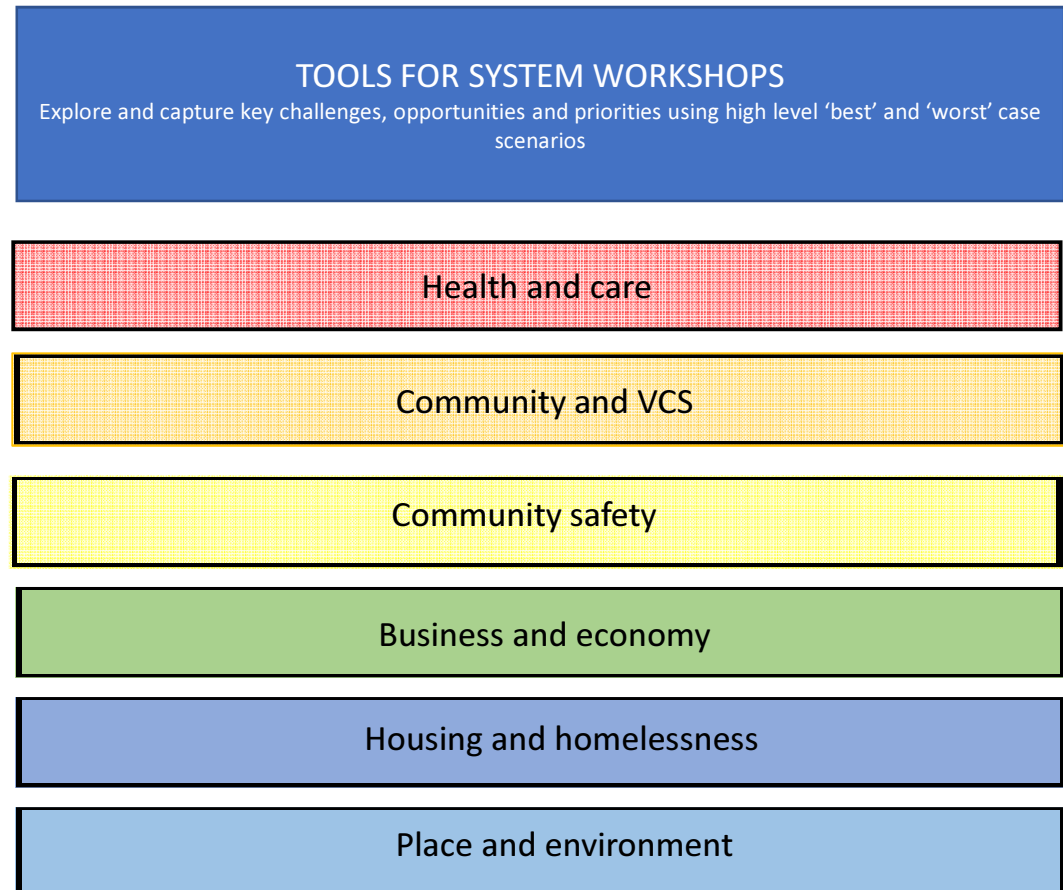 TOOLS FOR SYSTEM WORKSHOPS
Explore and capture key challenges, opportunities and priorities using high level ‘best’ and ‘worst’ case
scenarios
Health and care
Community and VCS
Community safety
Business and economy
Housing and homelessness
Place and environment